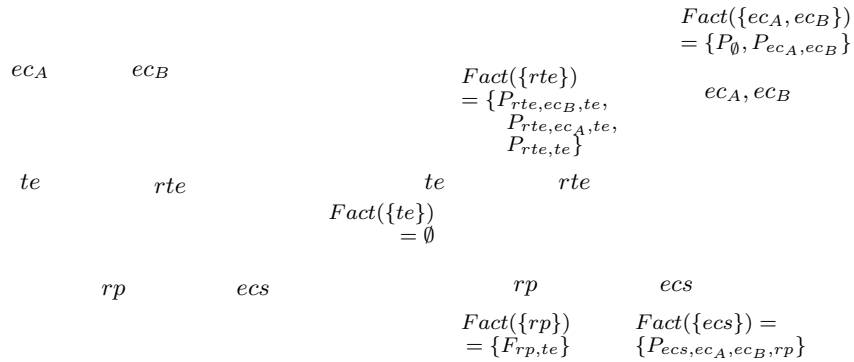 Fact({ec_A, ec_B})
= {P_∅, P_{ec_A,ec_B}}
ec_A ec_B
Fact({rte})
= {P_{rte,ec_B,te},
P_{rte,ec_A,te},
P_{rte,te}}
ec_A, ec_B
te rte te rte
Fact({te})
= ∅
rp ecs rp ecs
Fact({rp})
= {F_{rp,te}}
Fact({ecs}) =
{P_{ecs,ec_A,ec_B,rp}}